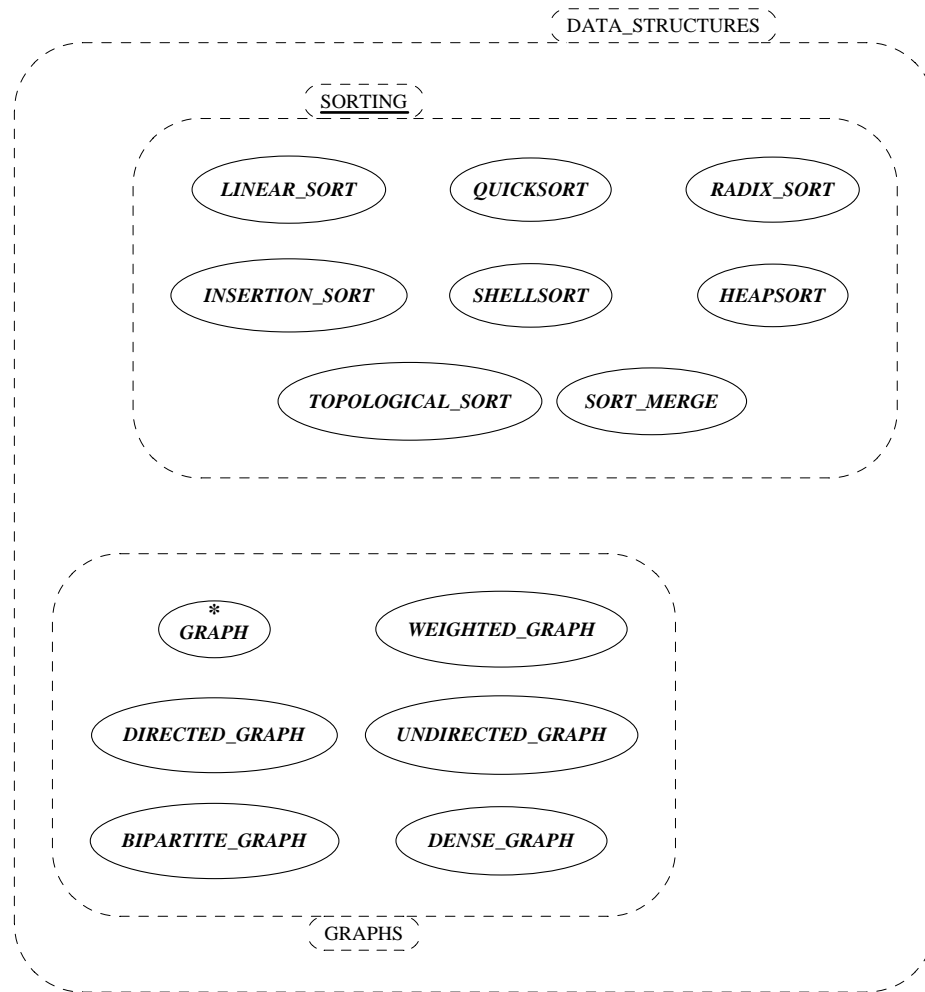 DATA_STRUCTURES
SORTING
LINEAR_SORT QUICKSORT RADIX_SORT
INSERTION_SORT SHELLSORT HEAPSORT
TOPOLOGICAL_SORT SORT_MERGE
*
GRAPH WEIGHTED_GRAPH
DIRECTED_GRAPH UNDIRECTED_GRAPH
BIPARTITE_GRAPH DENSE_GRAPH
GRAPHS